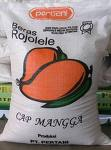 PERTANI
Beras
Rojolele
CAP MANGGA
Produksi
PT. PERTANI